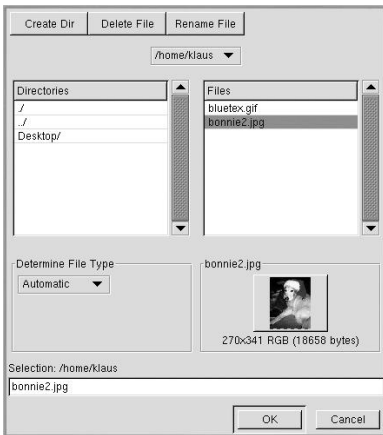 Create Dir Delete File Rename File
/home/klaus
Directories
./
../
Desktop/
Files
bluetex.gif
bonnie2.jpg
Determine File Type
Automatic
bonnie2.jpg
270x341 RGB (18658 bytes)
Selection: /home/klaus
bonnie2.jpg
OK Cancel